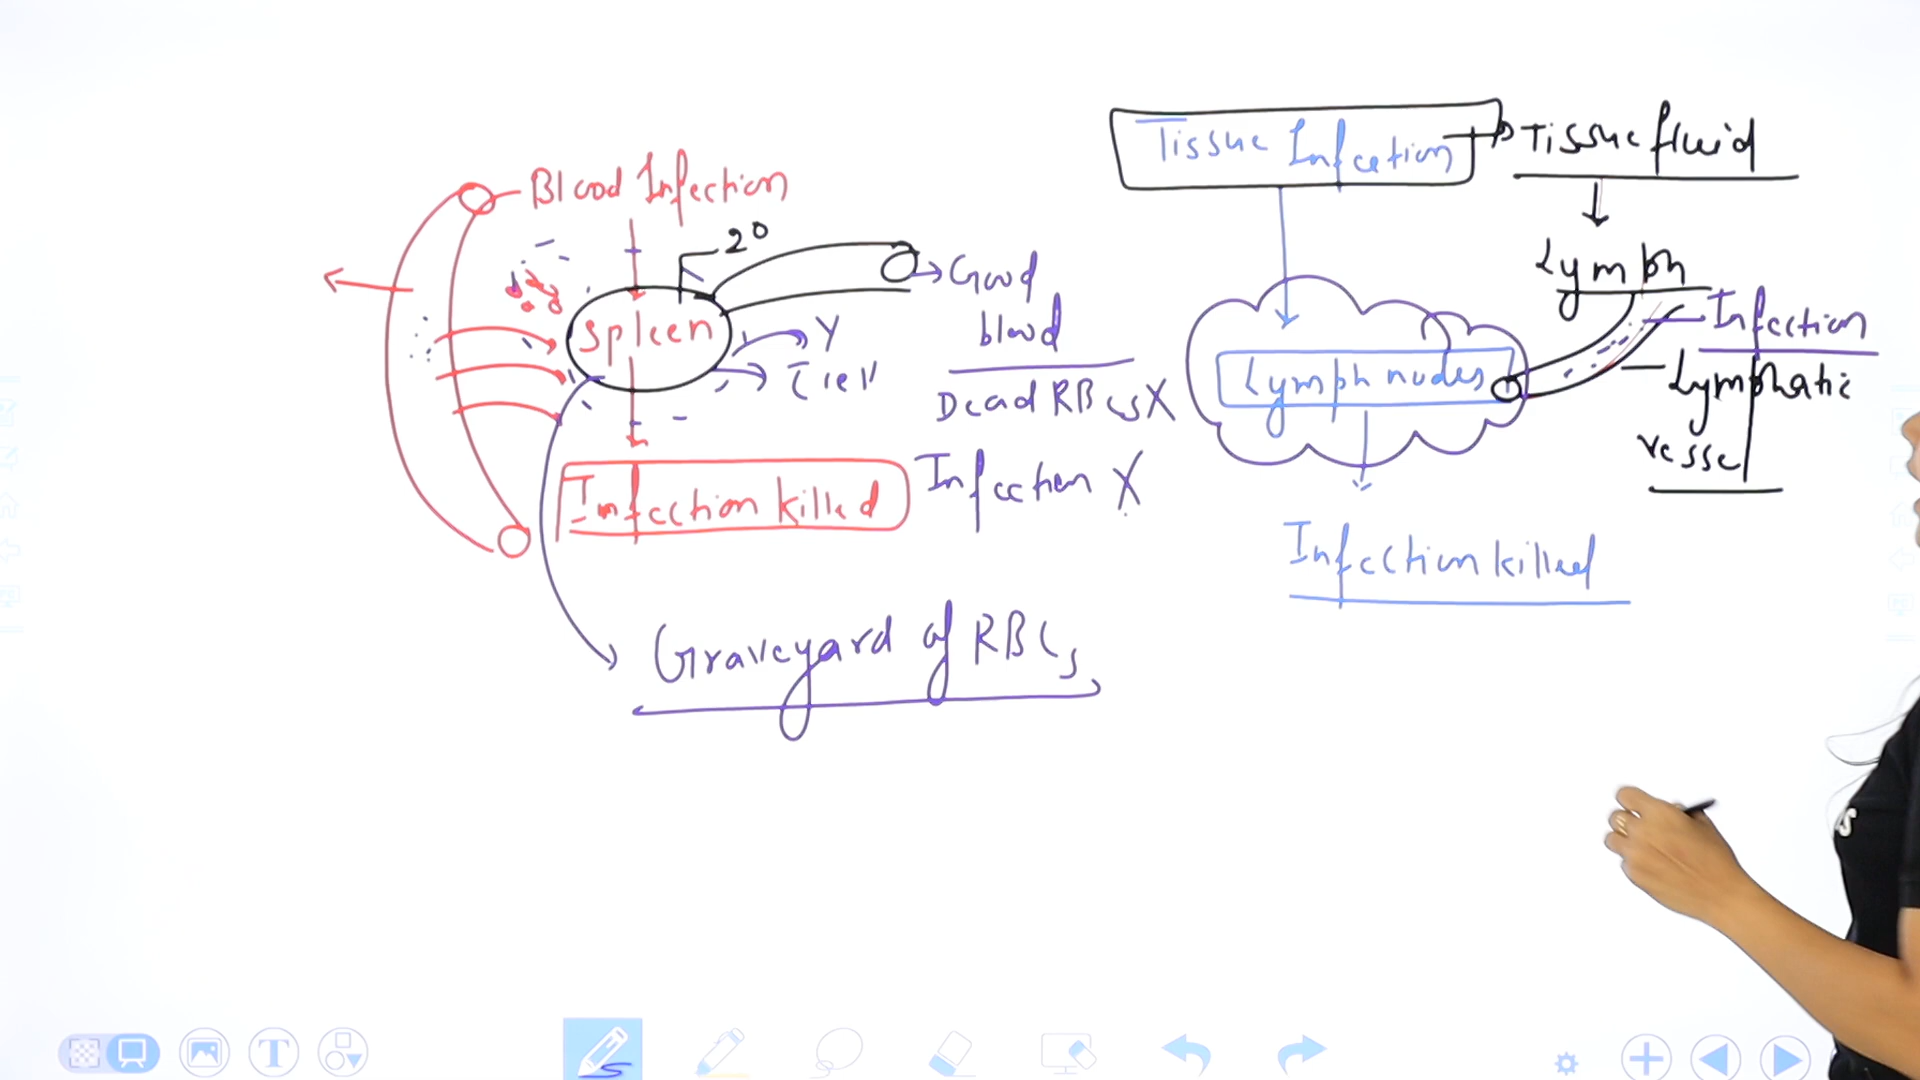 Blood Infection
2°
Spleen
Y
T cell
Good
blood
Dead RBCs X
Infection X
Infection killed
Graveyard of RBCs
Tissue Infection
Tissue fluid
Lymph
Infection
Lymphatic
vessel
Lymph nodes
Infection killed
T